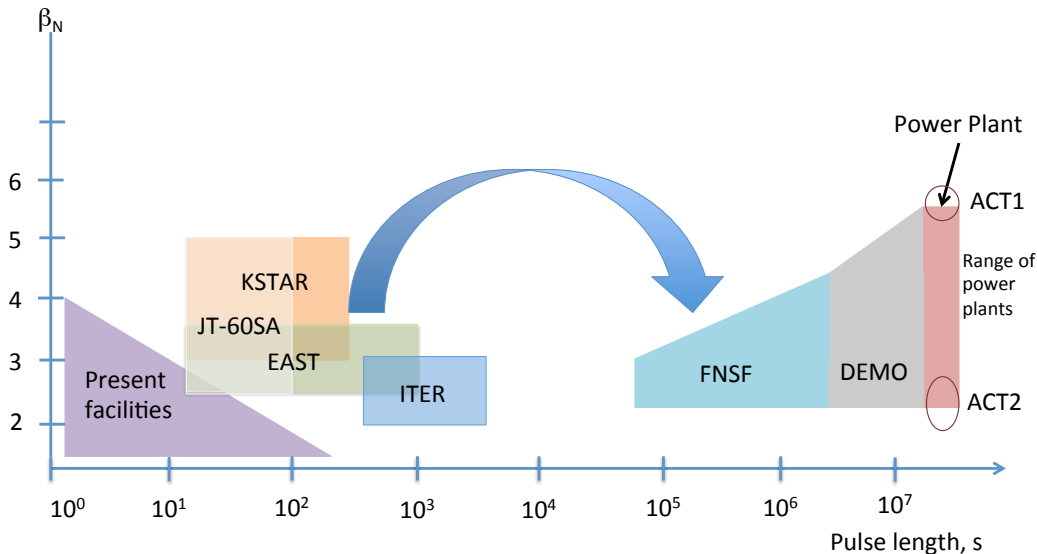 β_N
6
5
4
3
2
Power Plant
ACT1
KSTAR
Range of
power
plants
JT-60SA
EAST
Present
facilities
ITER
FNSF
DEMO
ACT2
10⁰
10¹
10²
10³
10⁴
10⁵
10⁶
10⁷
Pulse length, s